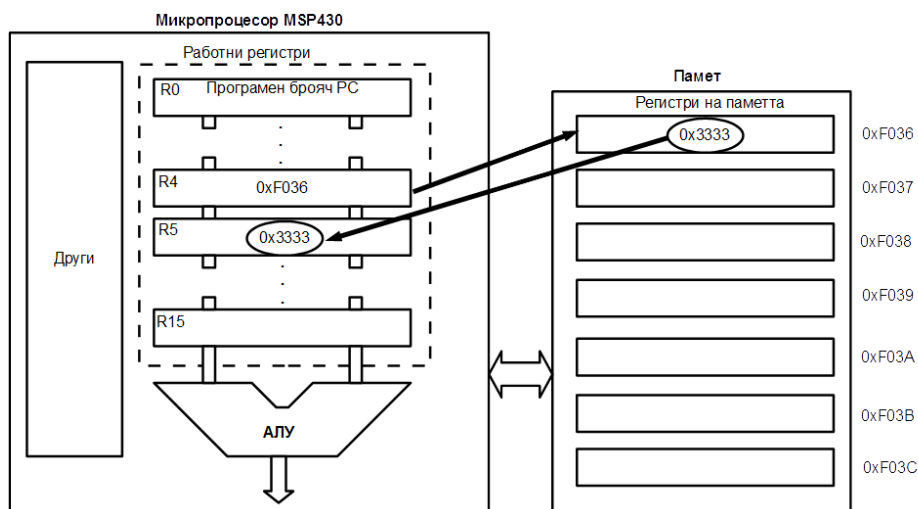 Микропроцесор MSP430
Работни регистри
R0
Програмен брояч PC
R4
0xF036
R5
0x3333
R15
Други
АЛУ
Памет
Регистри на паметта
0x3333
0xF036
0xF037
0xF038
0xF039
0xF03A
0xF03B
0xF03C